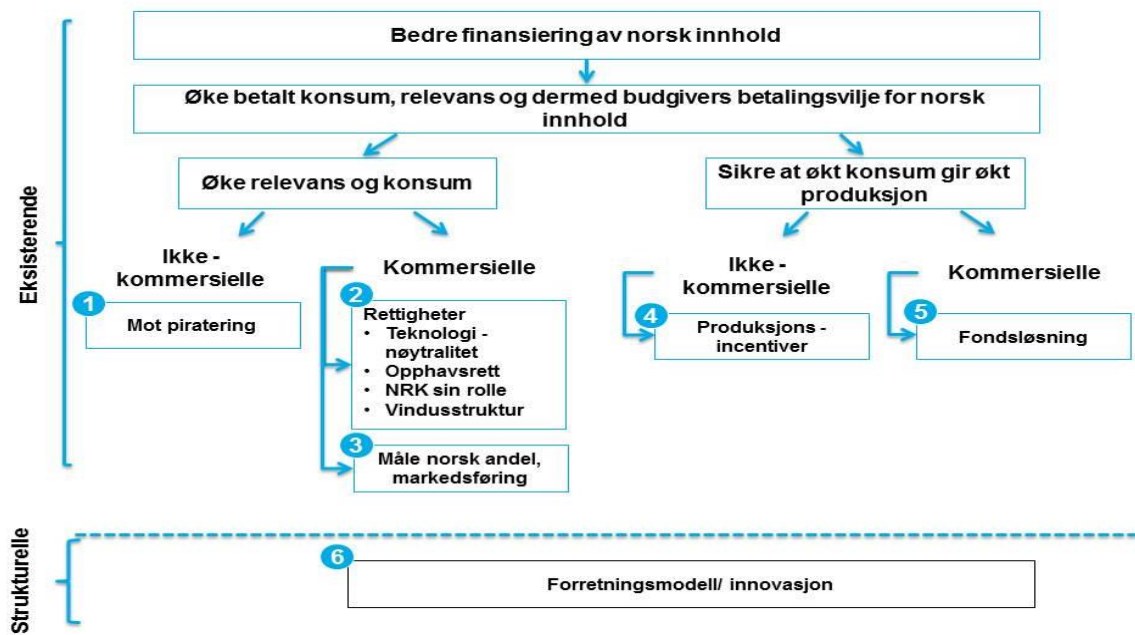 Bedre finansiering av norsk innhold
Øke betalt konsum, relevans og dermed budgivers betalingsvilje for norsk
innhold
Øke relevans og konsum
Sikre at økt konsum gir økt
produksjon
Eksisterende
Ikke -
kommersielle
1
Mot piratering
Kommersielle
2
Rettigheter
• Teknologi -
nøytralitet
• Opphavsrett
• NRK sin rolle
• Vindusstruktur
3
Måle norsk andel,
markedsføring
Ikke -
kommersielle
4
Produksjons -
incentiver
Kommersielle
5
Fondsløsning
Strukturelle
6
Forretningsmodell/ innovasjon